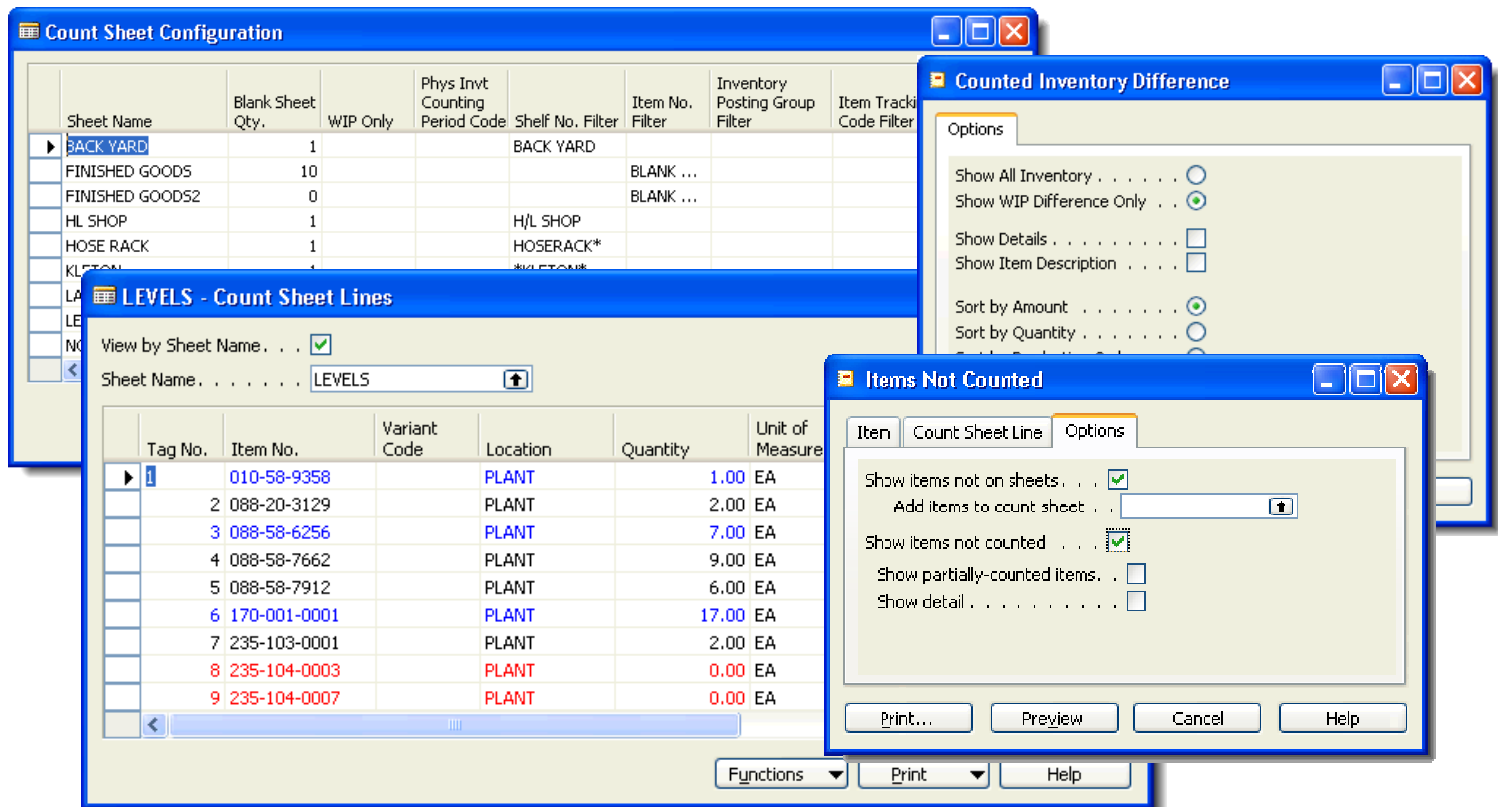 Count Sheet Configuration
Sheet Name Blank Sheet Qty. WIP Only Phys Invt Counting Period Code Shelf No. Filter Item No. Filter Inventory Posting Group Filter Item Tracki Code Filter
BACK YARD 1 BACK YARD
FINISHED GOODS 10 BLANK ...
FINISHED GOODS2 0 BLANK ...
HL SHOP 1 H/L SHOP
HOSE RACK 1 HOSERACK*
LA
LE
NO
Counted Inventory Difference
Options
Show All Inventory . . . . . .
Show WIP Difference Only . .
Show Details . . . . . . . . . .
Show Item Description . . . .
Sort by Amount . . . . . . .
Sort by Quantity . . . . . . .
LEVELS - Count Sheet Lines
View by Sheet Name. . . .
Sheet Name. . . . . . . LEVELS
Tag No. Item No. Variant Code Location Quantity Unit of Measure
1 010-58-9358 PLANT 1.00 EA
2 088-20-3129 PLANT 2.00 EA
3 088-58-6256 PLANT 7.00 EA
4 088-58-7662 PLANT 9.00 EA
5 088-58-7912 PLANT 6.00 EA
6 170-001-0001 PLANT 17.00 EA
7 235-103-0001 PLANT 2.00 EA
8 235-104-0003 PLANT 0.00 EA
9 235-104-0007 PLANT 0.00 EA
Functions Print Help
Items Not Counted
Item Count Sheet Line Options
Show items not on sheets. . .
Add items to count sheet . .
Show items not counted . . . .
Show partially-counted items. .
Show detail . . . . . . . . . . .
Print... Preview Cancel Help